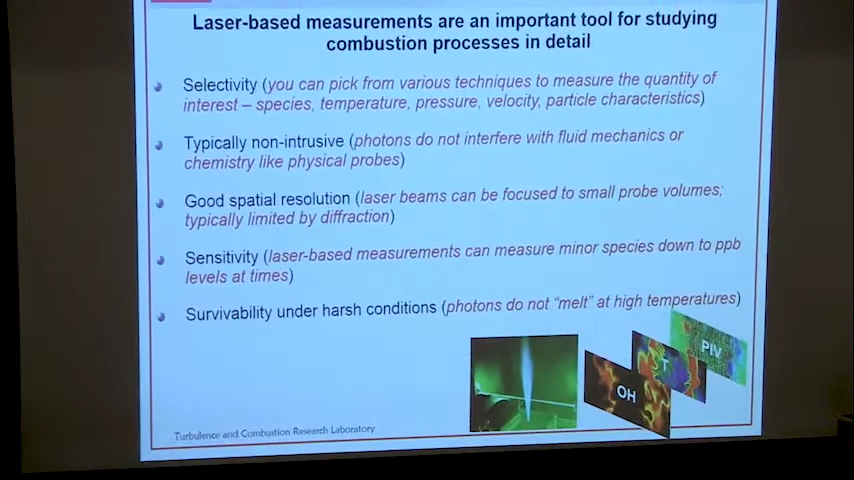 Laser-based measurements are an important tool for studying
combustion processes in detail
Selectivity (you can pick from various techniques to measure the quantity of
interest – species, temperature, pressure, velocity, particle characteristics)
Typically non-intrusive (photons do not interfere with fluid mechanics or
chemistry like physical probes)
Good spatial resolution (laser beams can be focused to small probe volumes;
typically limited by diffraction)
Sensitivity (laser-based measurements can measure minor species down to ppb
levels at times)
Survivability under harsh conditions (photons do not “melt” at high temperatures)
PIV
T
OH
Turbulence and Combustion Research Laboratory